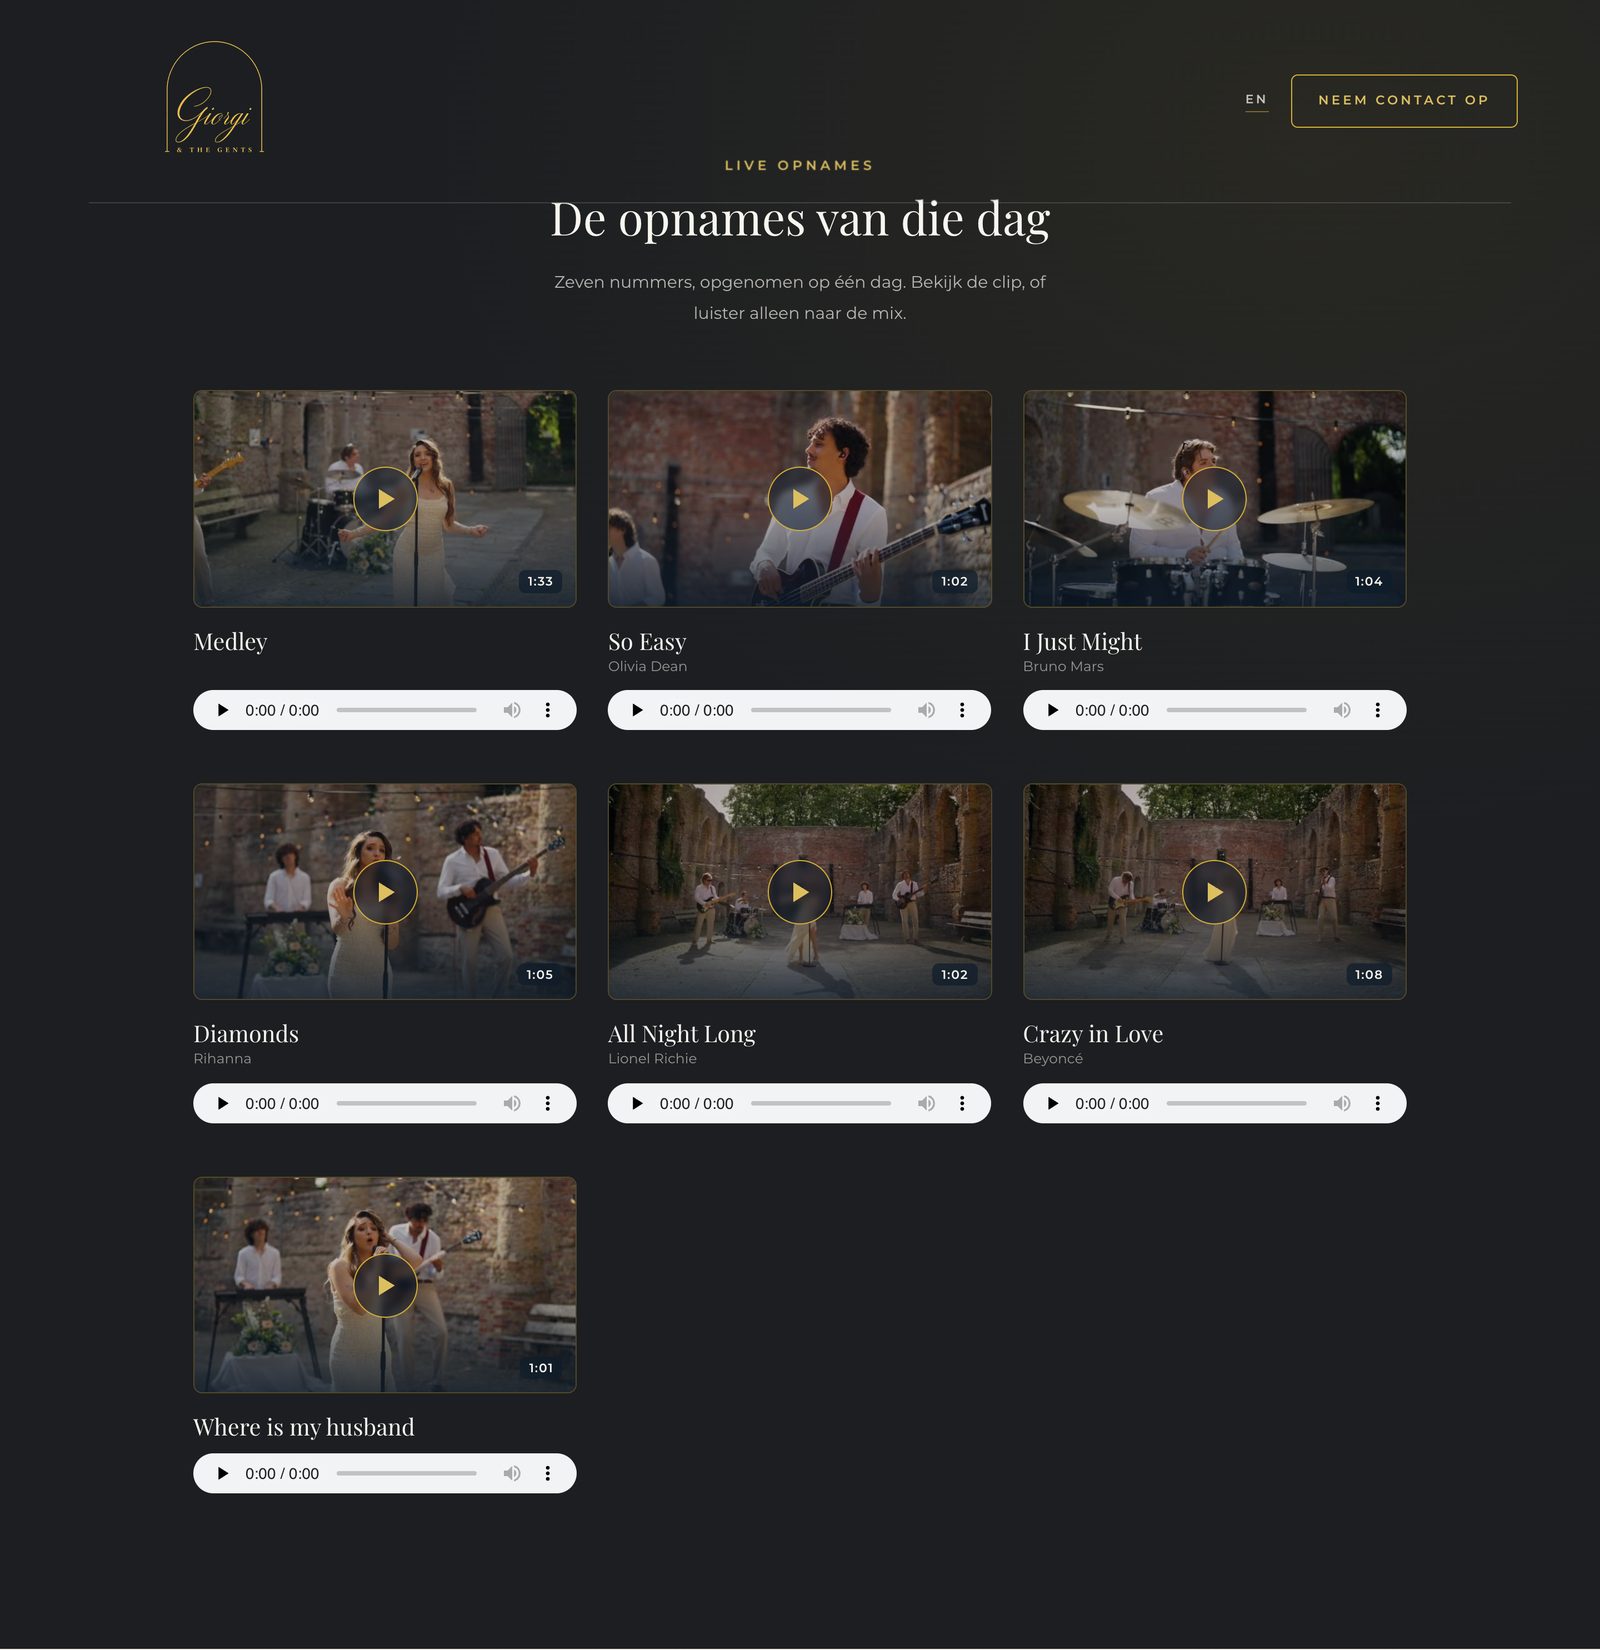 Giorgi
& THE GENTS
EN
NEEM CONTACT OP
LIVE OPNAMES
De opnames van die dag
Zeven nummers, opgenomen op één dag. Bekijk de clip, of
luister alleen naar de mix.
1:33
1:02
1:04
Medley
So Easy
Olivia Dean
I Just Might
Bruno Mars
0:00 / 0:00
0:00 / 0:00
0:00 / 0:00
1:05
1:02
1:08
Diamonds
Rihanna
All Night Long
Lionel Richie
Crazy in Love
Beyoncé
0:00 / 0:00
0:00 / 0:00
0:00 / 0:00
1:01
Where is my husband
0:00 / 0:00